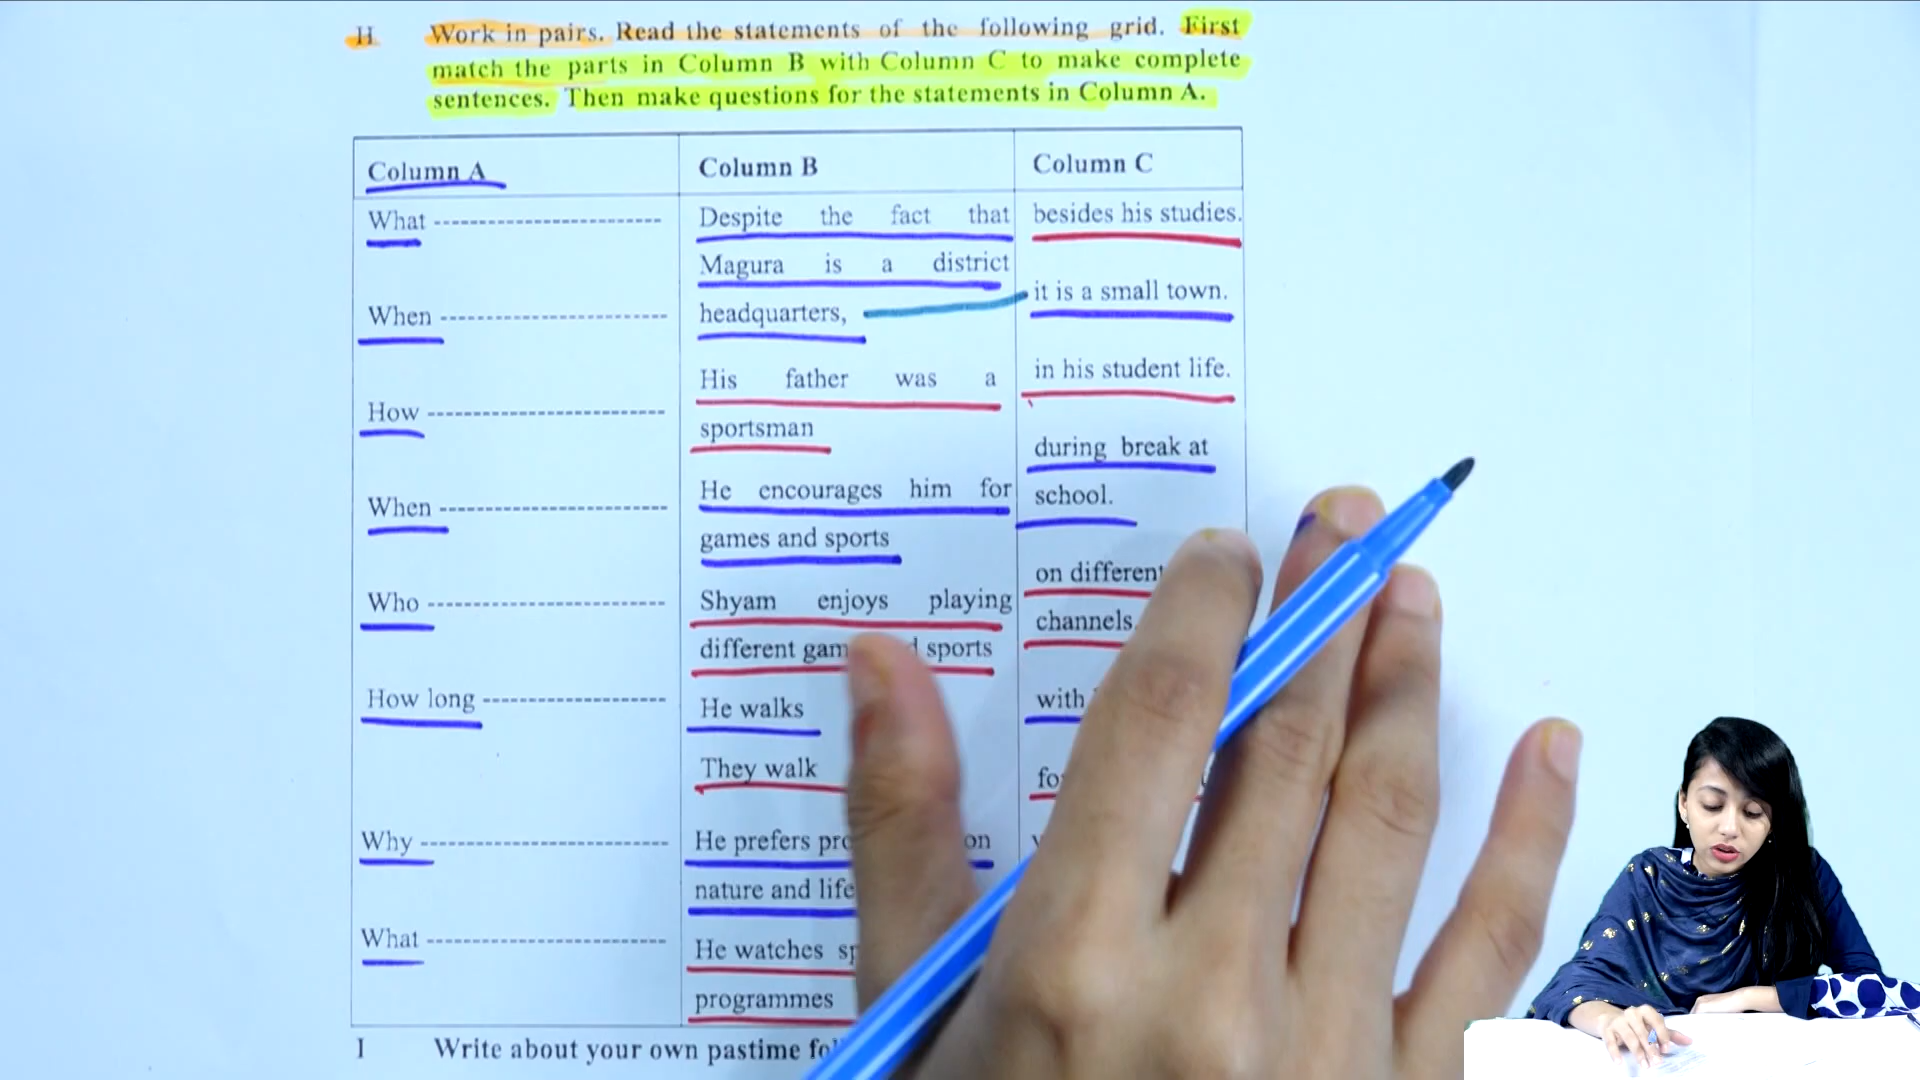 H Work in pairs. Read the statements of the following grid. First
match the parts in Column B with Column C to make complete
sentences. Then make questions for the statements in Column A.
Column A
What ------------------------
When ------------------------
How ------------------------
When ------------------------
Who ------------------------
How long -------------------
Why -------------------------
What ------------------------
Column B
Despite the fact that
Magura is a district
headquarters,
His father was a
sportsman
He encourages him for
games and sports
Shyam enjoys playing
different sports
He walks
They walk
He prefers on
nature and life
He watches
programmes
Column C
besides his studies.
it is a small town.
in his student life.
during break at
school.
on different
channels
with
I Write about your own pastime